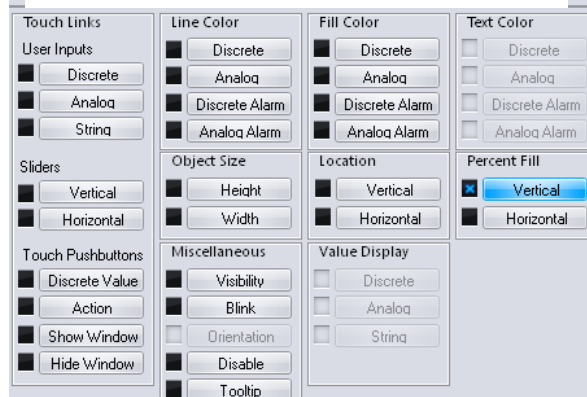 Touch Links
User Inputs
Discrete
Analog
String
Sliders
Vertical
Horizontal
Touch Pushbuttons
Discrete Value
Action
Show Window
Hide Window
Line Color
Discrete
Analog
Discrete Alarm
Analog Alarm
Object Size
Height
Width
Miscellaneous
Visibility
Blink
Orientation
Disable
Tooltip
Fill Color
Discrete
Analog
Discrete Alarm
Analog Alarm
Location
Vertical
Horizontal
Value Display
Discrete
Analog
String
Text Color
Discrete
Analog
Discrete Alarm
Analog Alarm
Percent Fill
Vertical
Horizontal